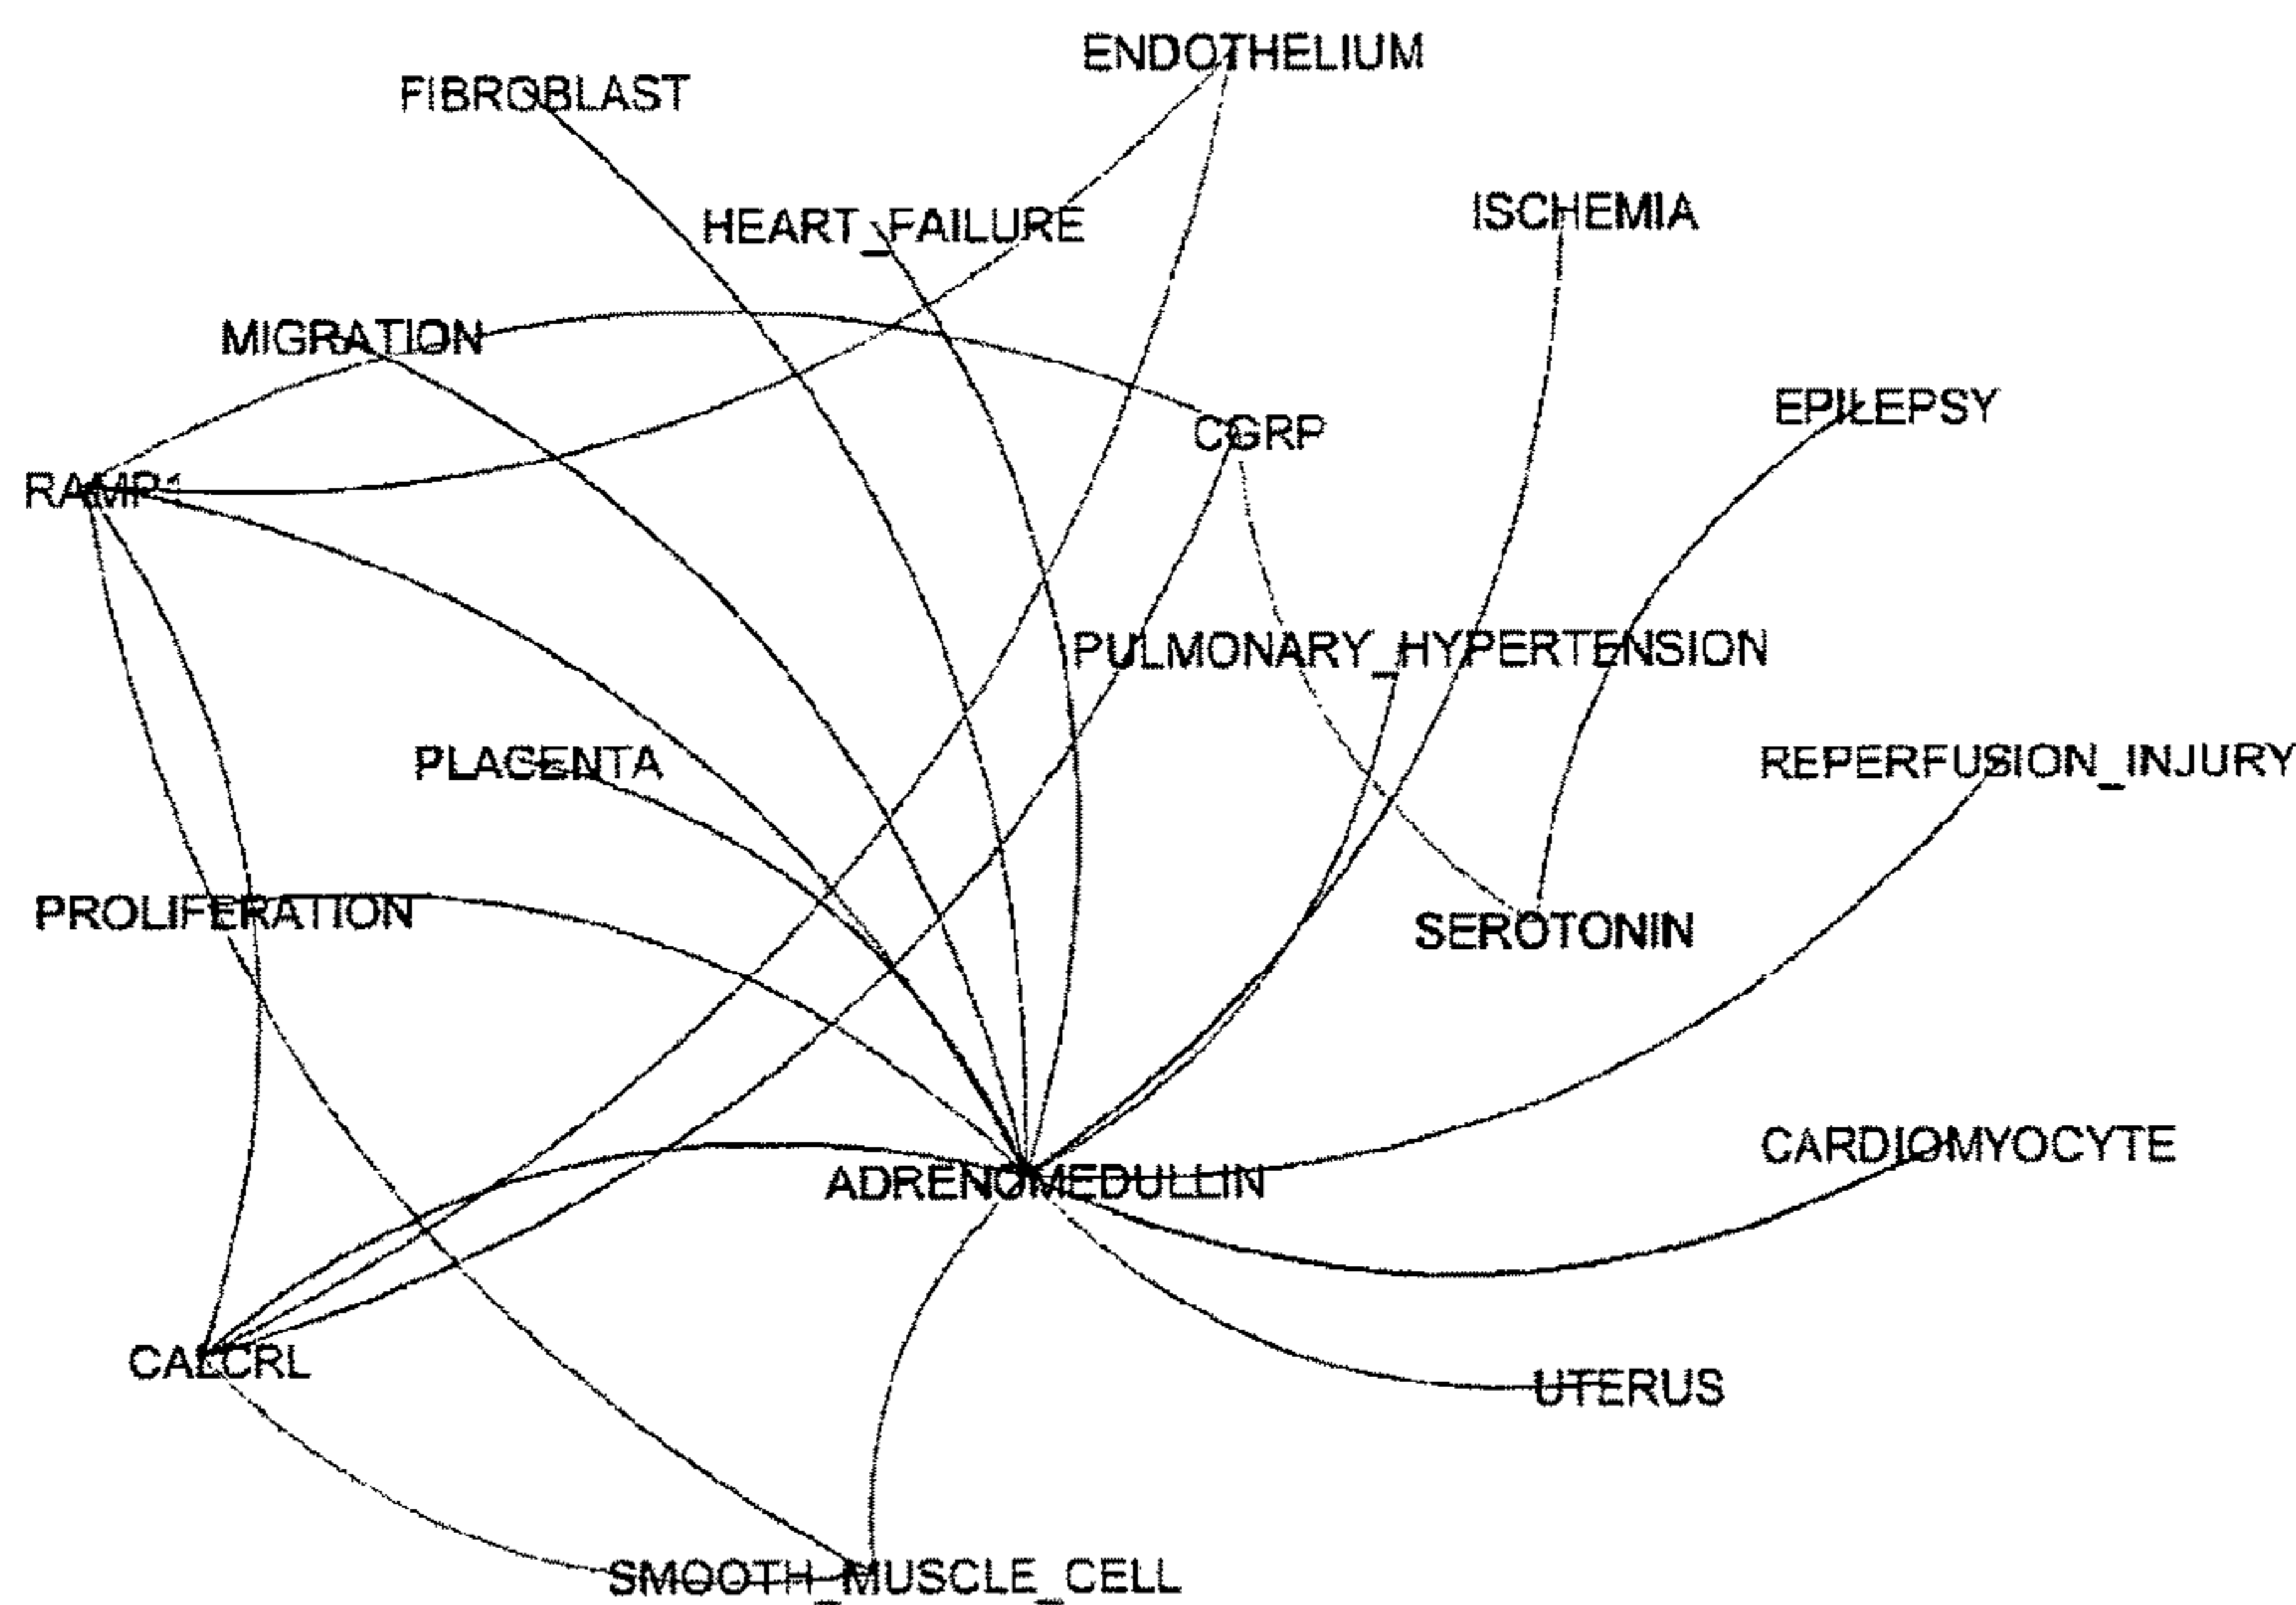 ENDOTHELIUM
FIBROBLAST
HEART_FAILURE
ISCHEMIA
MIGRATION
CGRP
EPILEPSY
RAMP1
PULMONARY_HYPERTENSION
PLACENTA
REPERFUSION_INJURY
PROLIFERATION
SEROTONIN
CARDIOMYOCYTE
ADRENOMEDULLIN
CALCRL
UTERUS
SMOOTH_MUSCLE_CELL